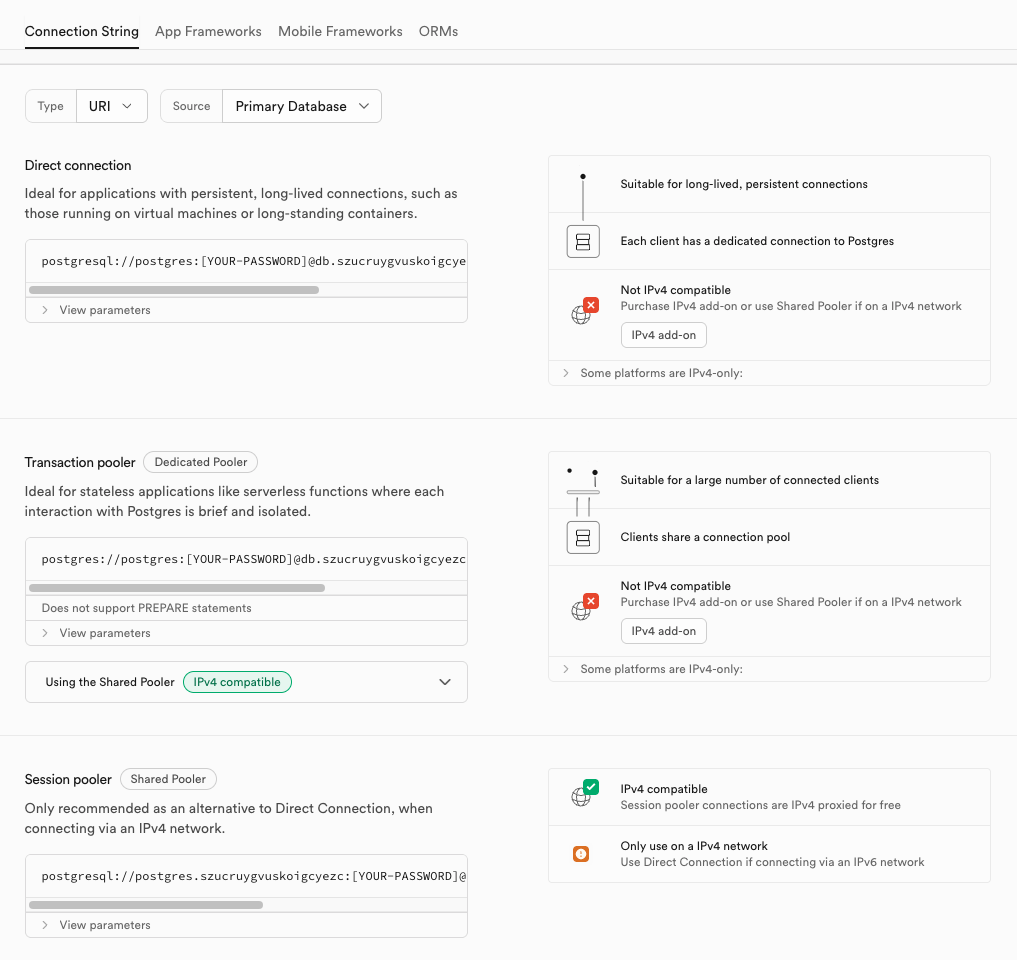 Connection String App Frameworks Mobile Frameworks ORMs
Type URI Source Primary Database
Direct connection
Ideal for applications with persistent, long-lived connections, such as
those running on virtual machines or long-standing containers.
postgresql://postgres:[YOUR-PASSWORD]@db.szucruygvuskoigcye
View parameters
Suitable for long-lived, persistent connections
Each client has a dedicated connection to Postgres
Not IPv4 compatible
Purchase IPv4 add-on or use Shared Pooler if on a IPv4 network
IPv4 add-on
Some platforms are IPv4-only:
Transaction pooler Dedicated Pooler
Ideal for stateless applications like serverless functions where each
interaction with Postgres is brief and isolated.
postgres://postgres:[YOUR-PASSWORD]@db.szucruygvuskoigcyezc
Does not support PREPARE statements
View parameters
Using the Shared Pooler IPv4 compatible
Suitable for a large number of connected clients
Clients share a connection pool
Not IPv4 compatible
Purchase IPv4 add-on or use Shared Pooler if on a IPv4 network
IPv4 add-on
Some platforms are IPv4-only:
Session pooler Shared Pooler
Only recommended as an alternative to Direct Connection, when
connecting via an IPv4 network.
postgresql://postgres.szucruygvuskoigcyezc:[YOUR-PASSWORD]@
View parameters
IPv4 compatible
Session pooler connections are IPv4 proxied for free
Only use on a IPv4 network
Use Direct Connection if connecting via an IPv6 network